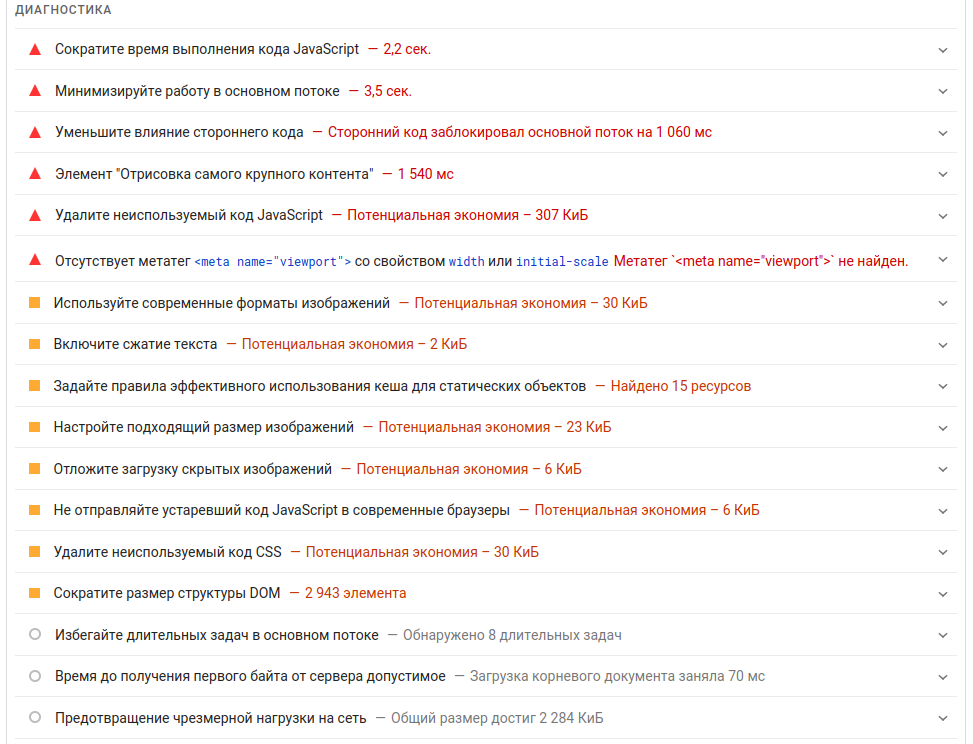 ДИАГНОСТИКА
Сократите время выполнения кода JavaScript — 2,2 сек.
Минимизируйте работу в основном потоке — 3,5 сек.
Уменьшите влияние стороннего кода — Сторонний код заблокировал основной поток на 1 060 мс
Элемент "Отрисовка самого крупного контента" — 1 540 мс
Удалите неиспользуемый код JavaScript — Потенциальная экономия – 307 КиБ
Отсутствует метатег <meta name="viewport"> со свойством width или initial-scale Метатег `<meta name="viewport">` не найден.
Используйте современные форматы изображений — Потенциальная экономия – 30 КиБ
Включите сжатие текста — Потенциальная экономия – 2 КиБ
Задайте правила эффективного использования кеша для статических объектов — Найдено 15 ресурсов
Настройте подходящий размер изображений — Потенциальная экономия – 23 КиБ
Отложите загрузку скрытых изображений — Потенциальная экономия – 6 КиБ
Не отправляйте устаревший код JavaScript в современные браузеры — Потенциальная экономия – 6 КиБ
Удалите неиспользуемый код CSS — Потенциальная экономия – 30 КиБ
Сократите размер структуры DOM — 2 943 элемента
Избегайте длительных задач в основном потоке — Обнаружено 8 длительных задач
Время до получения первого байта от сервера допустимое — Загрузка корневого документа заняла 70 мс
Предотвращение чрезмерной нагрузки на сеть — Общий размер достиг 2 284 КиБ